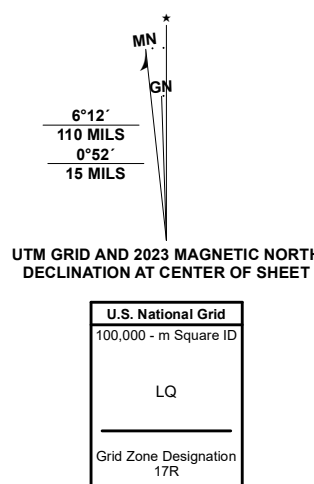 ★
MN
GN
6°12´
110 MILS
0°52´
15 MILS
UTM GRID AND 2023 MAGNETIC NORTH
DECLINATION AT CENTER OF SHEET
U.S. National Grid
100,000 - m Square ID
LQ
Grid Zone Designation
17R